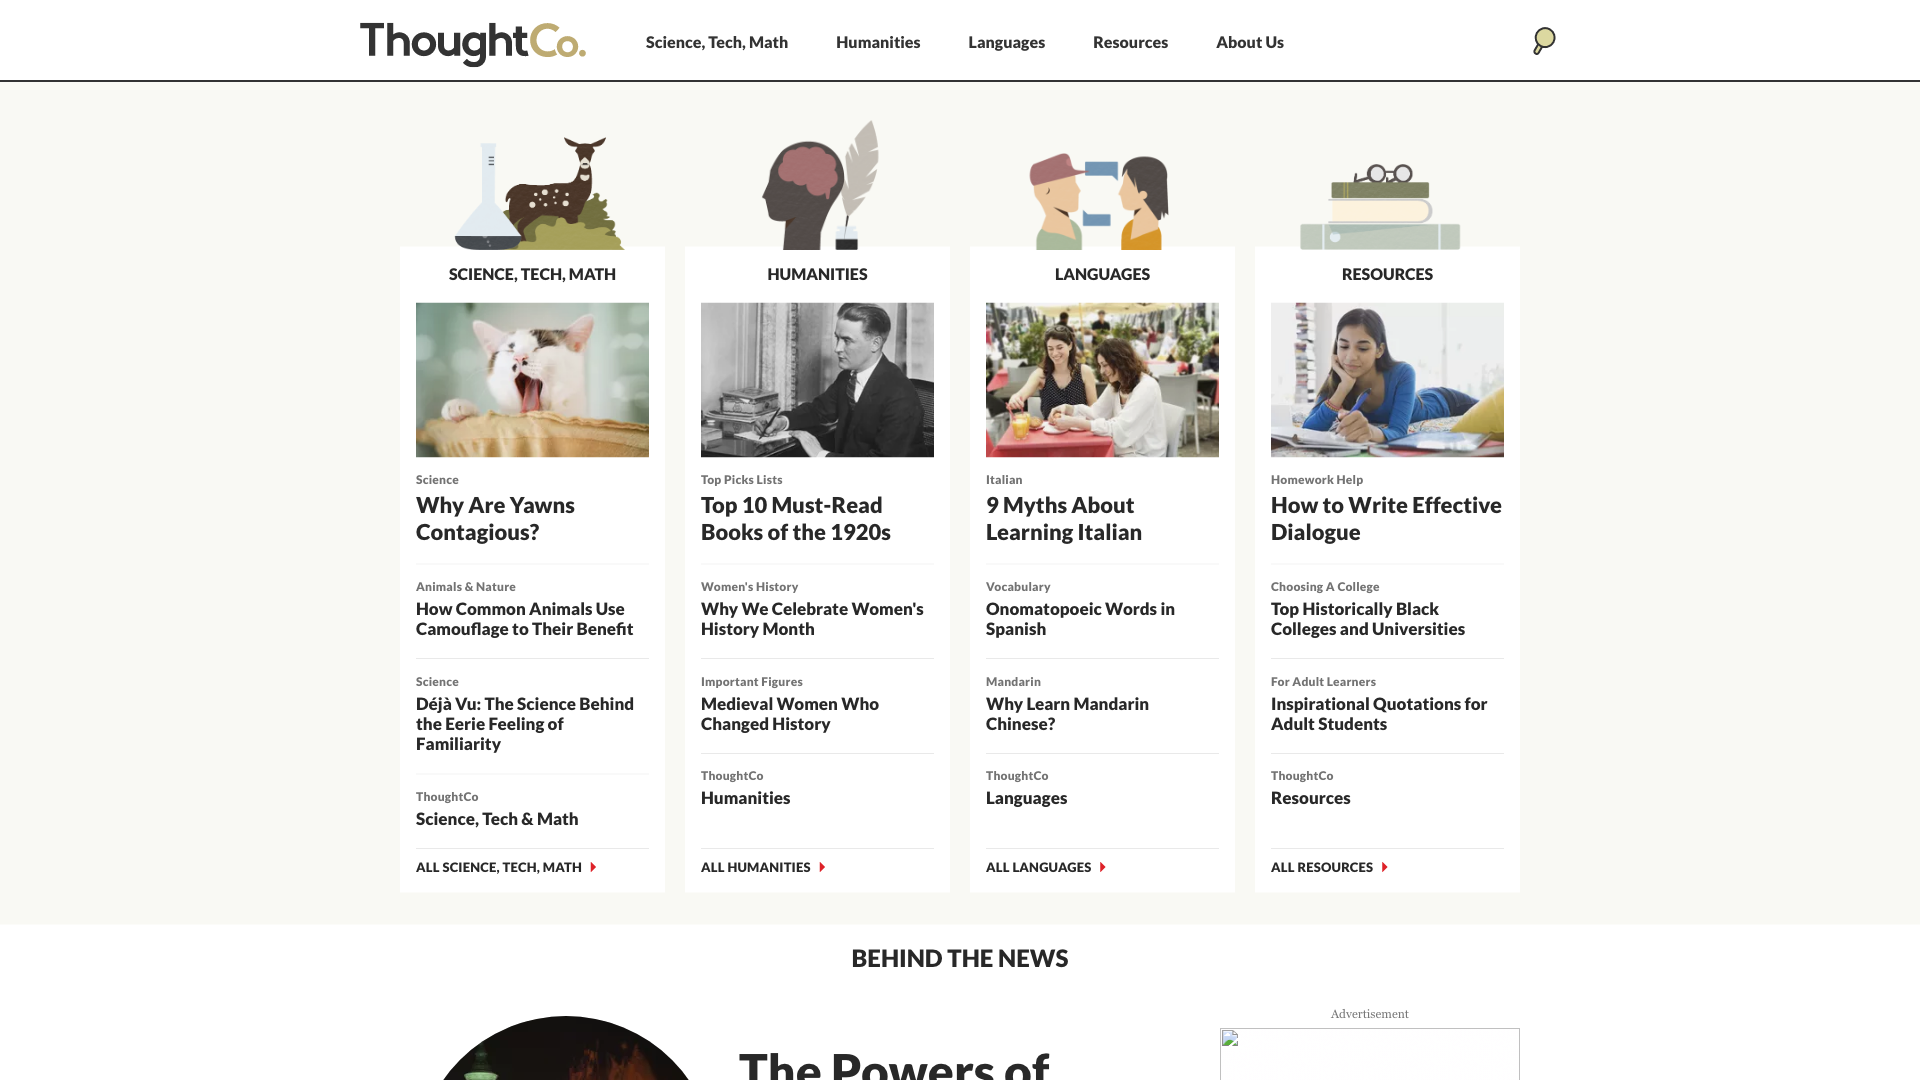 ThoughtCo.
Science, Tech, Math
Humanities
Languages
Resources
About Us
SCIENCE, TECH, MATH
Science
Why Are Yawns
Contagious?
Animals & Nature
How Common Animals Use
Camouflage to Their Benefit
Science
Déjà Vu: The Science Behind
the Eerie Feeling of
Familiarity
ThoughtCo
Science, Tech & Math
ALL SCIENCE, TECH, MATH
HUMANITIES
Top Picks Lists
Top 10 Must-Read
Books of the 1920s
Women's History
Why We Celebrate Women's
History Month
Important Figures
Medieval Women Who
Changed History
ThoughtCo
Humanities
ALL HUMANITIES
LANGUAGES
Italian
9 Myths About
Learning Italian
Vocabulary
Onomatopoeic Words in
Spanish
Mandarin
Why Learn Mandarin
Chinese?
ThoughtCo
Languages
ALL LANGUAGES
RESOURCES
Homework Help
How to Write Effective
Dialogue
Choosing A College
Top Historically Black
Colleges and Universities
For Adult Learners
Inspirational Quotations for
Adult Students
ThoughtCo
Resources
ALL RESOURCES
BEHIND THE NEWS
The Powers of
Advertisement